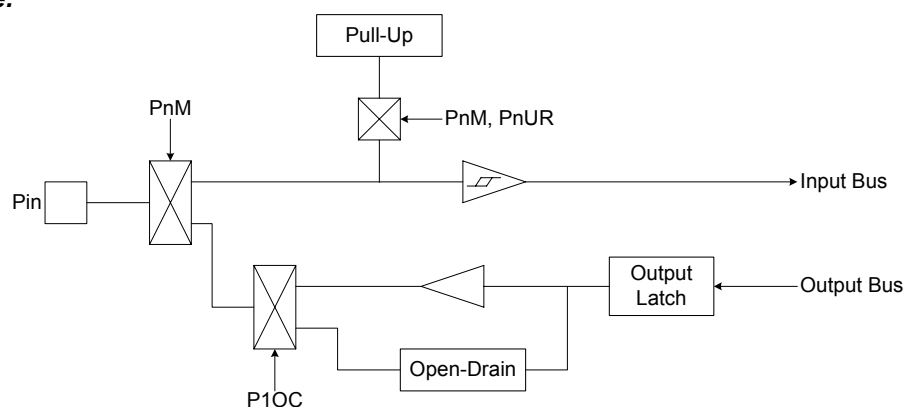 e.
Pull-Up
PnM
PnM, PnUR
Pin
Input Bus
Output
Latch
Output Bus
Open-Drain
P1OC